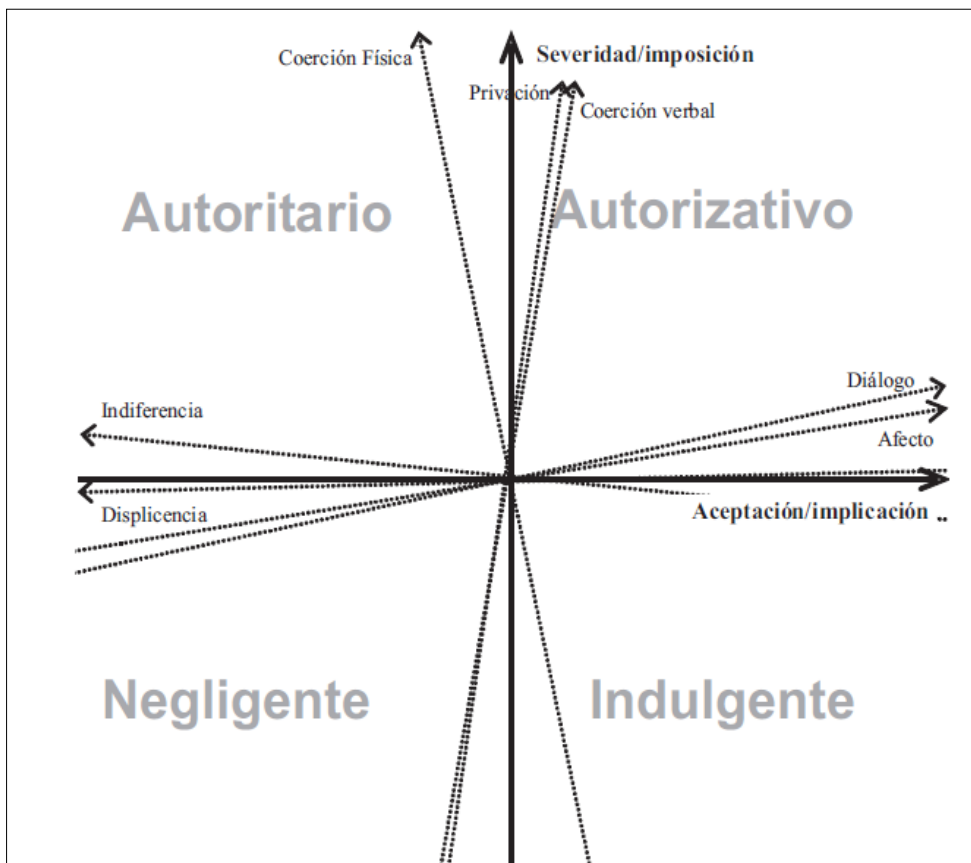 Severidad/imposición
Coerción Física
Privación
Coerción verbal
Autoritario
Autorizativo
Diálogo
Indiferencia
Afecto
Displicencia
Aceptación/implicación
Negligente
Indulgente